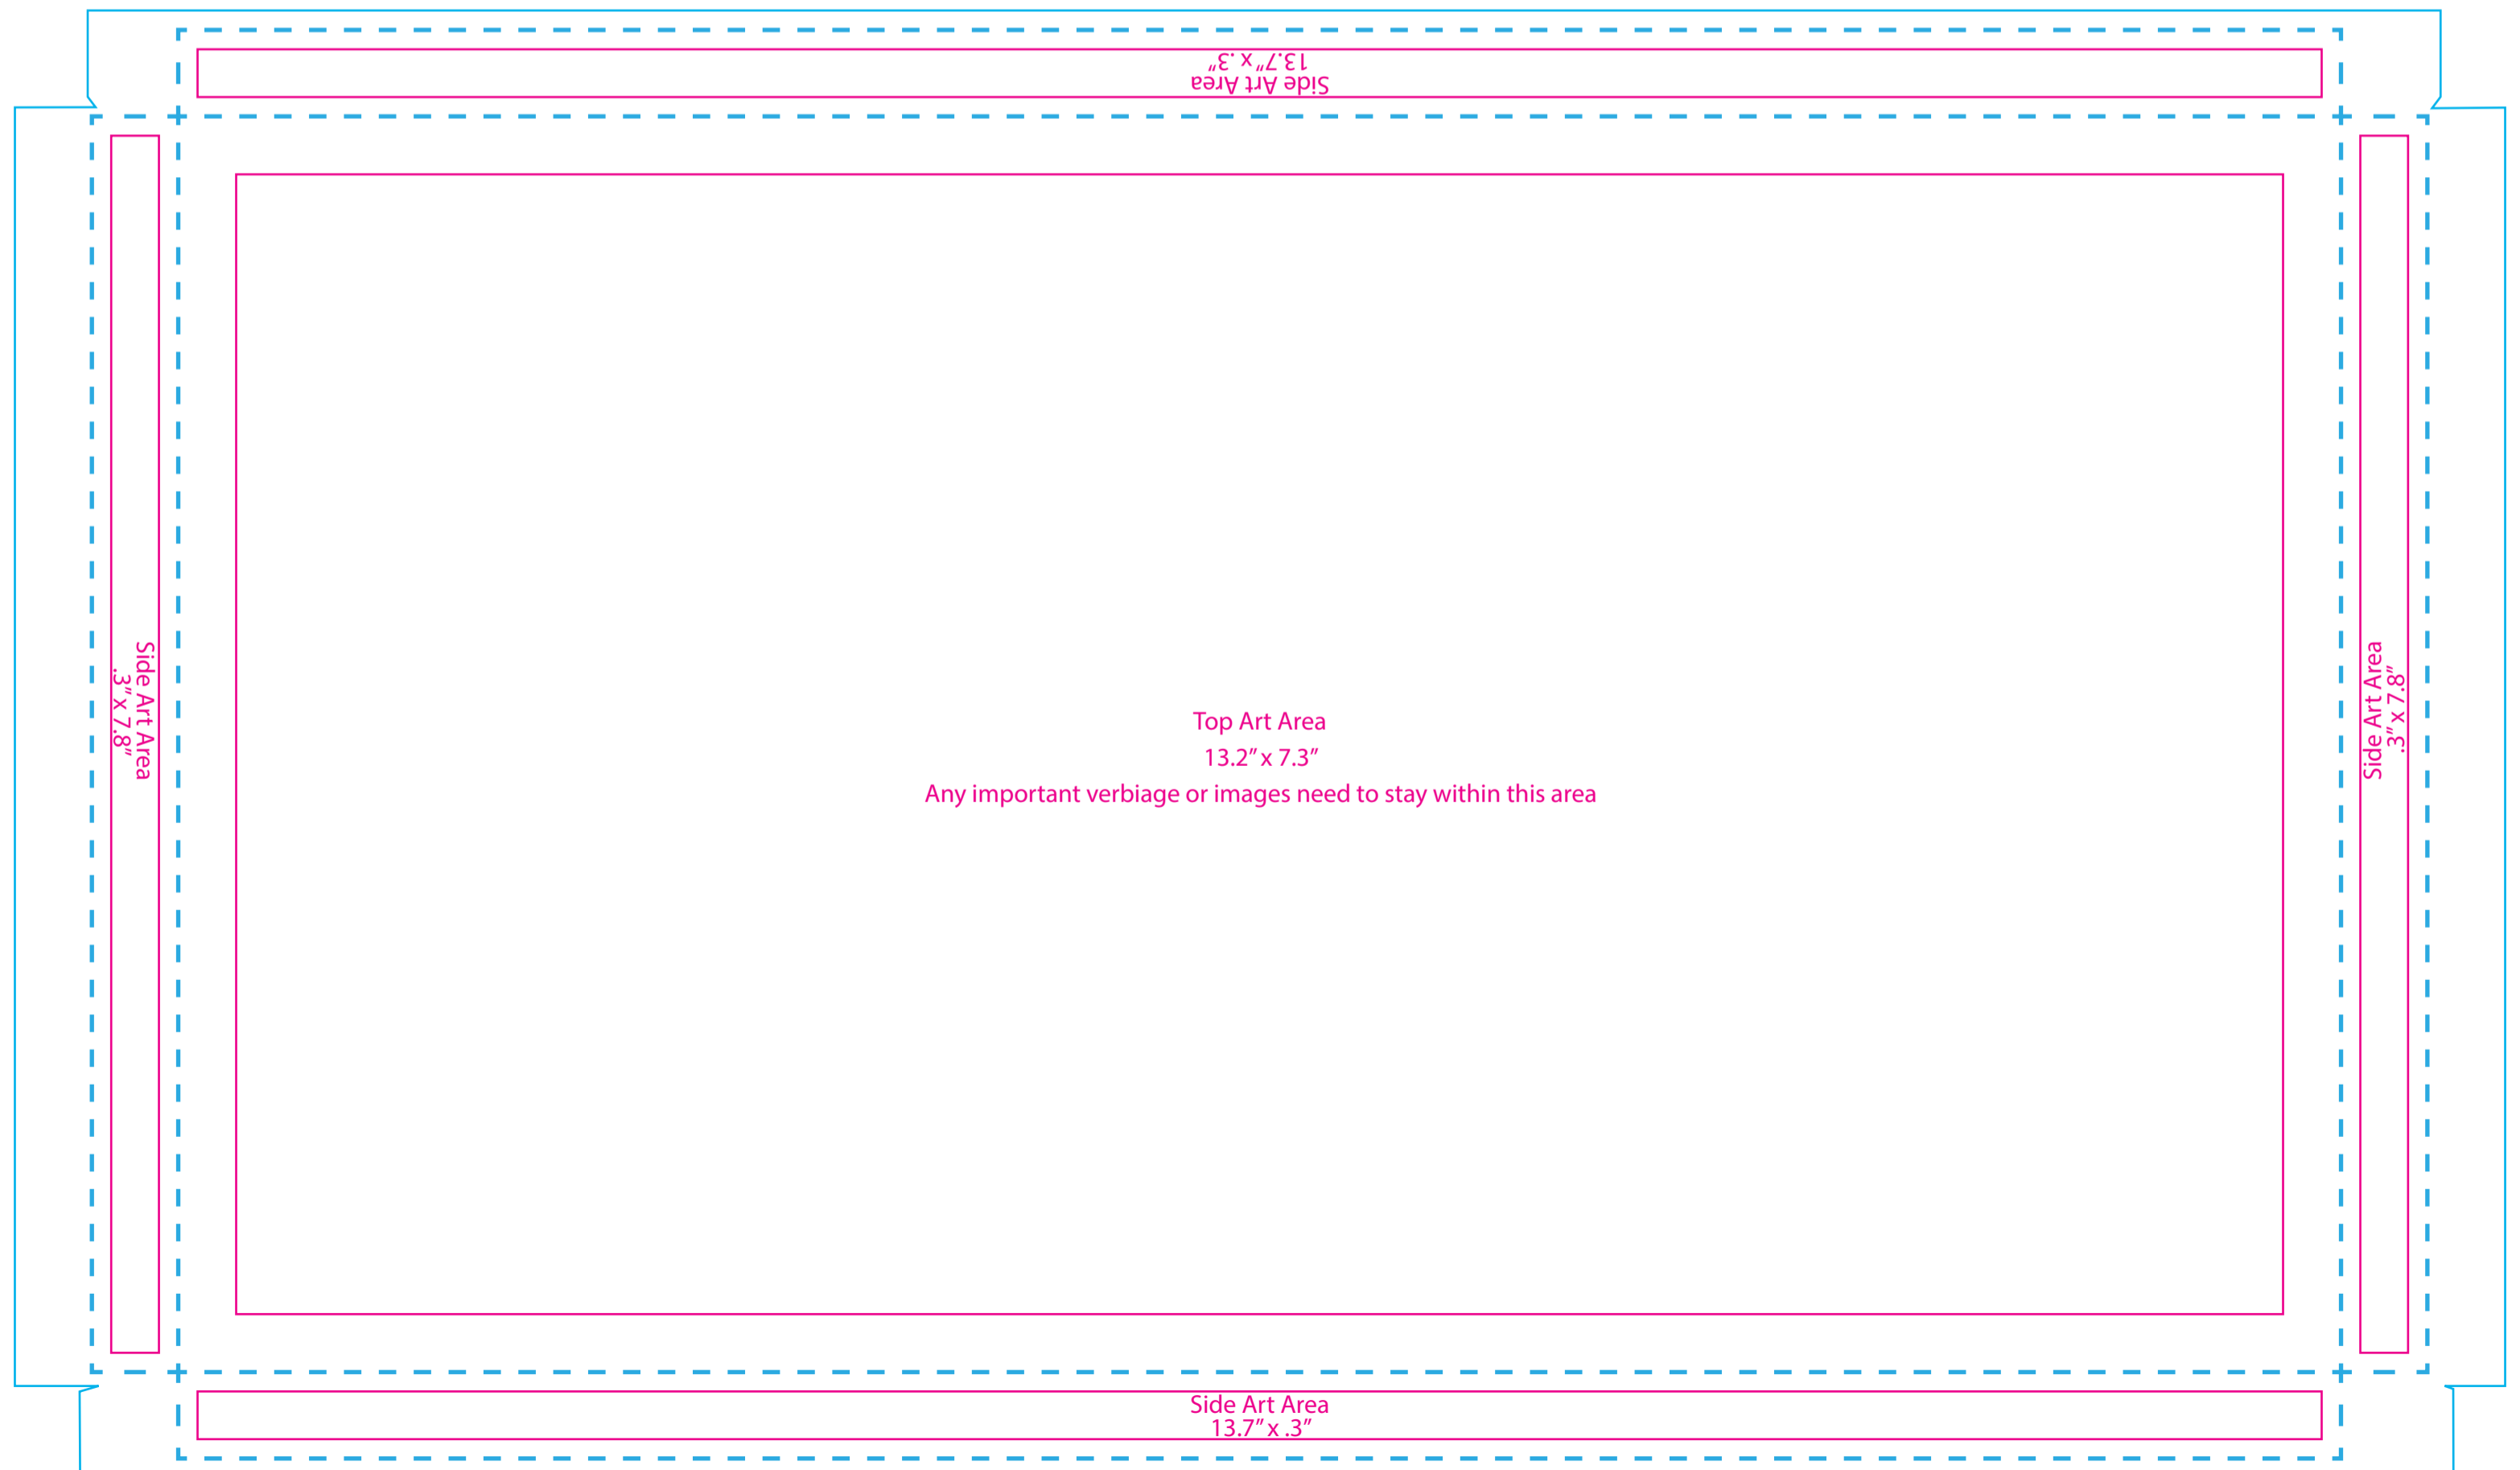 Side Art Area
13.7” x .3”
Side Art Area
.3” x 7.8”
Top Art Area
13.2” x 7.3”
Any important verbiage or images need to stay within this area
Side Art Area
.3” x 7.8”
Side Art Area
13.7” x .3”